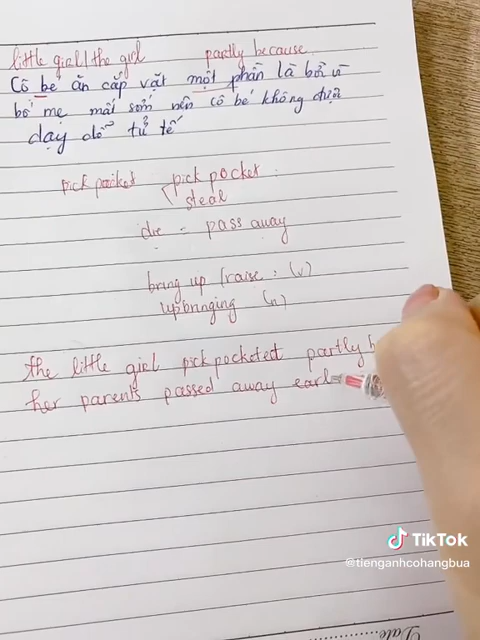 little girl / the girl partly because
Cô bé ăn cắp vặt một phần là bởi vì
bố mẹ mất sớm nên cô bé không được
dạy dỗ tử tế
pick pocket
pick pocket
steal
die - pass away
bring up / raise : (v)
upbringing (n)
the little girl pickpocketed partly b
her parents passed away earl
TikTok
@tienganhcohangbua
Date